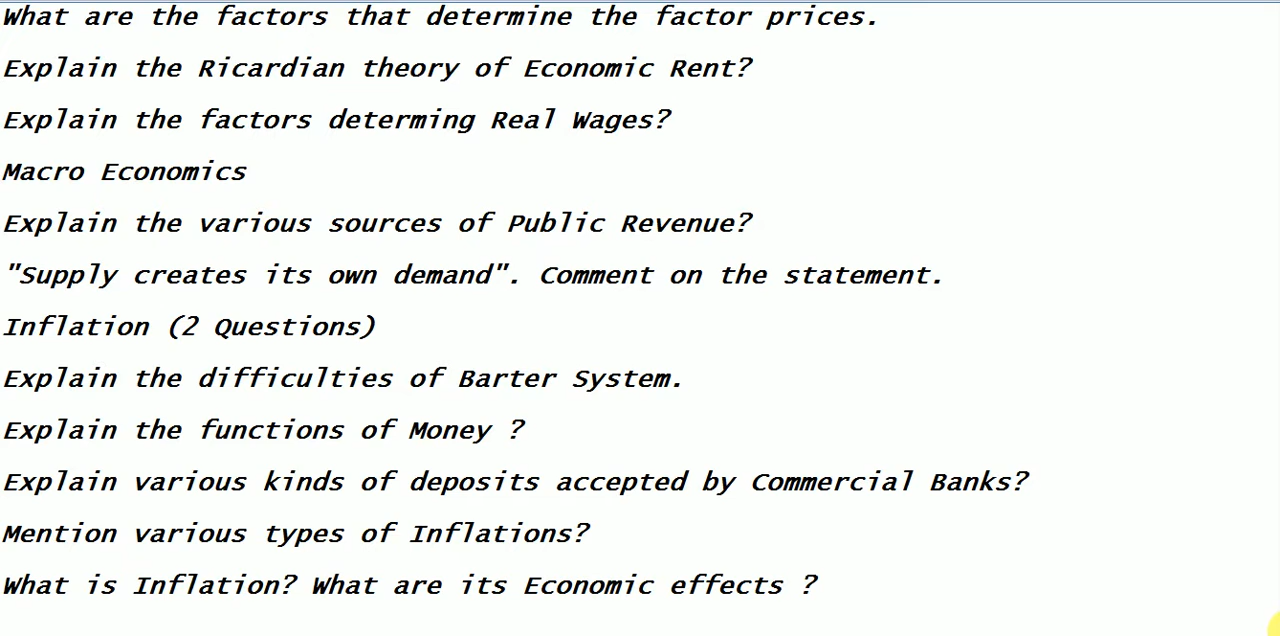 What are the factors that determine the factor prices.
Explain the Ricardian theory of Economic Rent?
Explain the factors determing Real Wages?
Macro Economics
Explain the various sources of Public Revenue?
"Supply creates its own demand". Comment on the statement.
Inflation (2 Questions)
Explain the difficulties of Barter System.
Explain the functions of Money ?
Explain various kinds of deposits accepted by Commercial Banks?
Mention various types of Inflations?
What is Inflation? What are its Economic effects ?